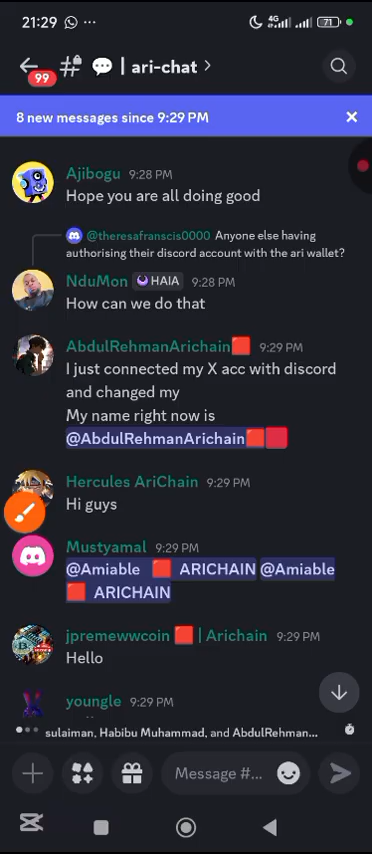 21:29
4G
71
99
# | ari-chat >
8 new messages since 9:29 PM
Ajibogu 9:28 PM
Hope you are all doing good
@theresafranscis0000 Anyone else having
authorising their discord account with the ari wallet?
NduMon HAIA 9:28 PM
How can we do that
AbdulRehmanArichain🟥 9:29 PM
I just connected my X acc with discord
and changed my
My name right now is
@AbdulRehmanArichain🟥🟥
Hercules AriChain 9:29 PM
Hi guys
Mustyamal 9:29 PM
@Amiable 🟥 ARICHAIN @Amiable
🟥 ARICHAIN
jpremewwcoin 🟥 | Arichain 9:29 PM
Hello
youngle 9:29 PM
sulaiman, Habibu Muhammad, and AbdulRehman...
Message #...